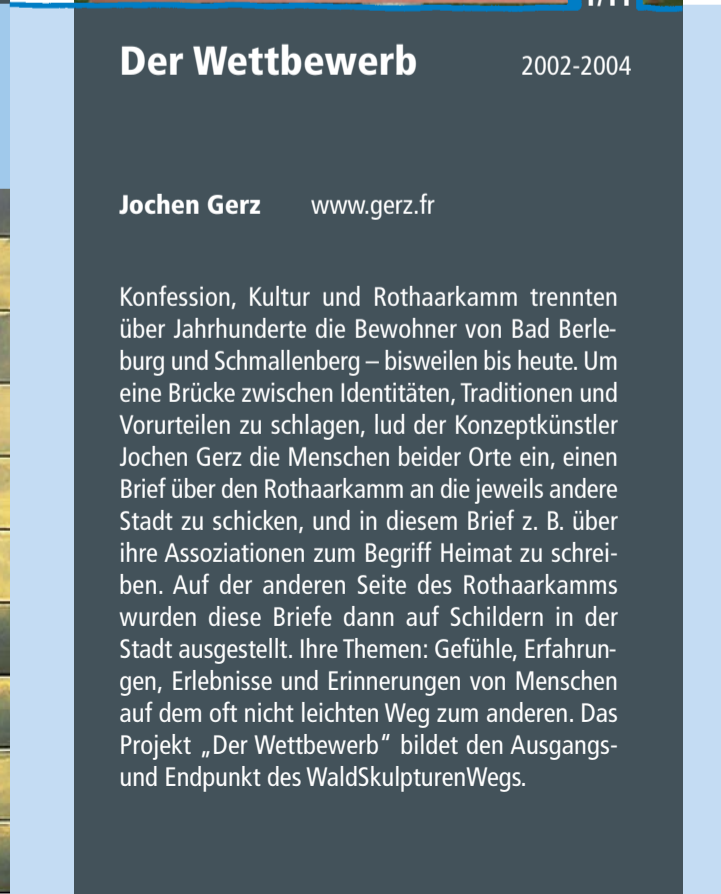 Der Wettbewerb 2002-2004
Jochen Gerz www.gerz.fr
Konfession, Kultur und Rothaarkamm trennten
über Jahrhunderte die Bewohner von Bad Berle-
burg und Schmallenberg – bisweilen bis heute. Um
eine Brücke zwischen Identitäten, Traditionen und
Vorurteilen zu schlagen, lud der Konzeptkünstler
Jochen Gerz die Menschen beider Orte ein, einen
Brief über den Rothaarkamm an die jeweils andere
Stadt zu schicken, und in diesem Brief z. B. über
ihre Assoziationen zum Begriff Heimat zu schrei-
ben. Auf der anderen Seite des Rothaarkamms
wurden diese Briefe dann auf Schildern in der
Stadt ausgestellt. Ihre Themen: Gefühle, Erfahrun-
gen, Erlebnisse und Erinnerungen von Menschen
auf dem oft nicht leichten Weg zum anderen. Das
Projekt „Der Wettbewerb“ bildet den Ausgangs-
und Endpunkt des WaldSkulpturenWegs.